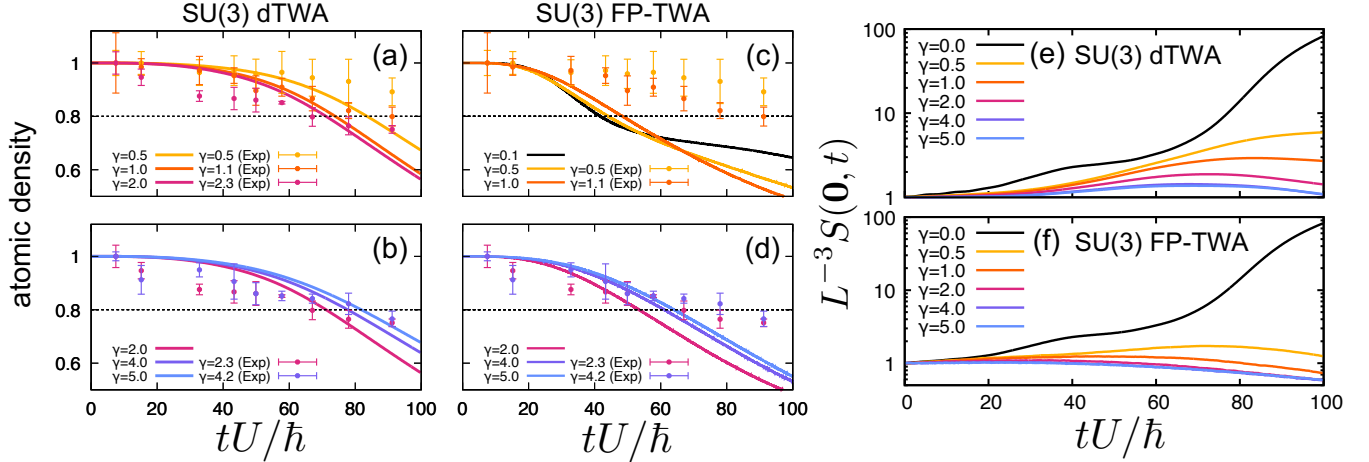 SU(3) dTWA
SU(3) FP-TWA
atomic density
(a)
1
0.8
0.6
γ=0.5 γ=0.5 (Exp)
γ=1.0 γ=1.1 (Exp)
γ=2.0 γ=2.3 (Exp)
(c)
γ=0.1
γ=0.5 γ=0.5 (Exp)
γ=1.0 γ=1.1 (Exp)
(b)
1
0.8
0.6
γ=2.0
γ=4.0 γ=2.3 (Exp)
γ=5.0 γ=4.2 (Exp)
0 20 40 60 80 100
tU/ħ
(d)
γ=2.0
γ=4.0 γ=2.3 (Exp)
γ=5.0 γ=4.2 (Exp)
0 20 40 60 80 100
tU/ħ
L⁻³S(0, t)
100
10
1
γ=0.0
γ=0.5
γ=1.0
γ=2.0
γ=4.0
γ=5.0
(e) SU(3) dTWA
100
10
1
γ=0.0
γ=0.5
γ=1.0
γ=2.0
γ=4.0
γ=5.0
(f) SU(3) FP-TWA
0 20 40 60 80 100
tU/ħ